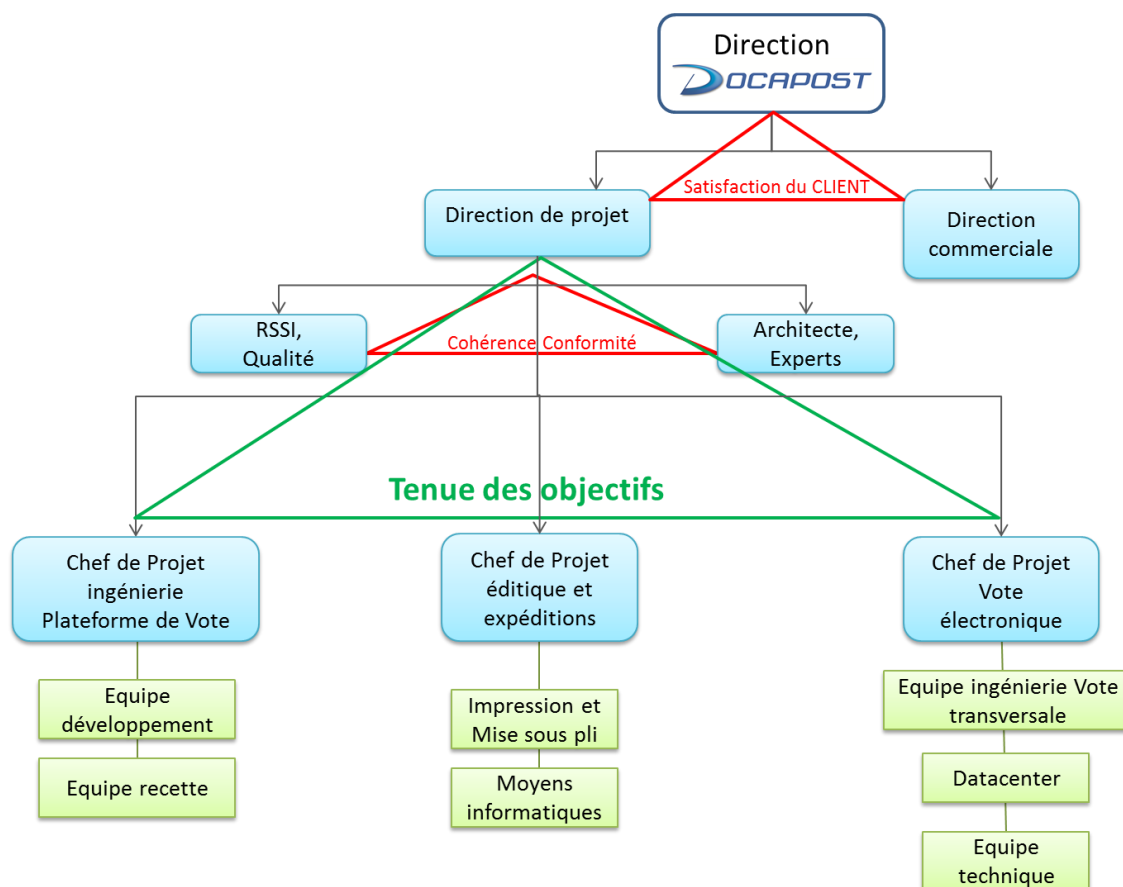 Direction
DOCAPOST
Satisfaction du CLIENT
Direction de projet
Direction
commerciale
RSSI,
Qualité
Cohérence Conformité
Architecte,
Experts
Tenue des objectifs
Chef de Projet
ingénierie
Plateforme de Vote
Chef de Projet
éditique et
expéditions
Chef de Projet
Vote
électronique
Equipe
développement
Equipe recette
Impression et
Mise sous pli
Moyens
informatiques
Equipe ingénierie Vote
transversale
Datacenter
Equipe
technique